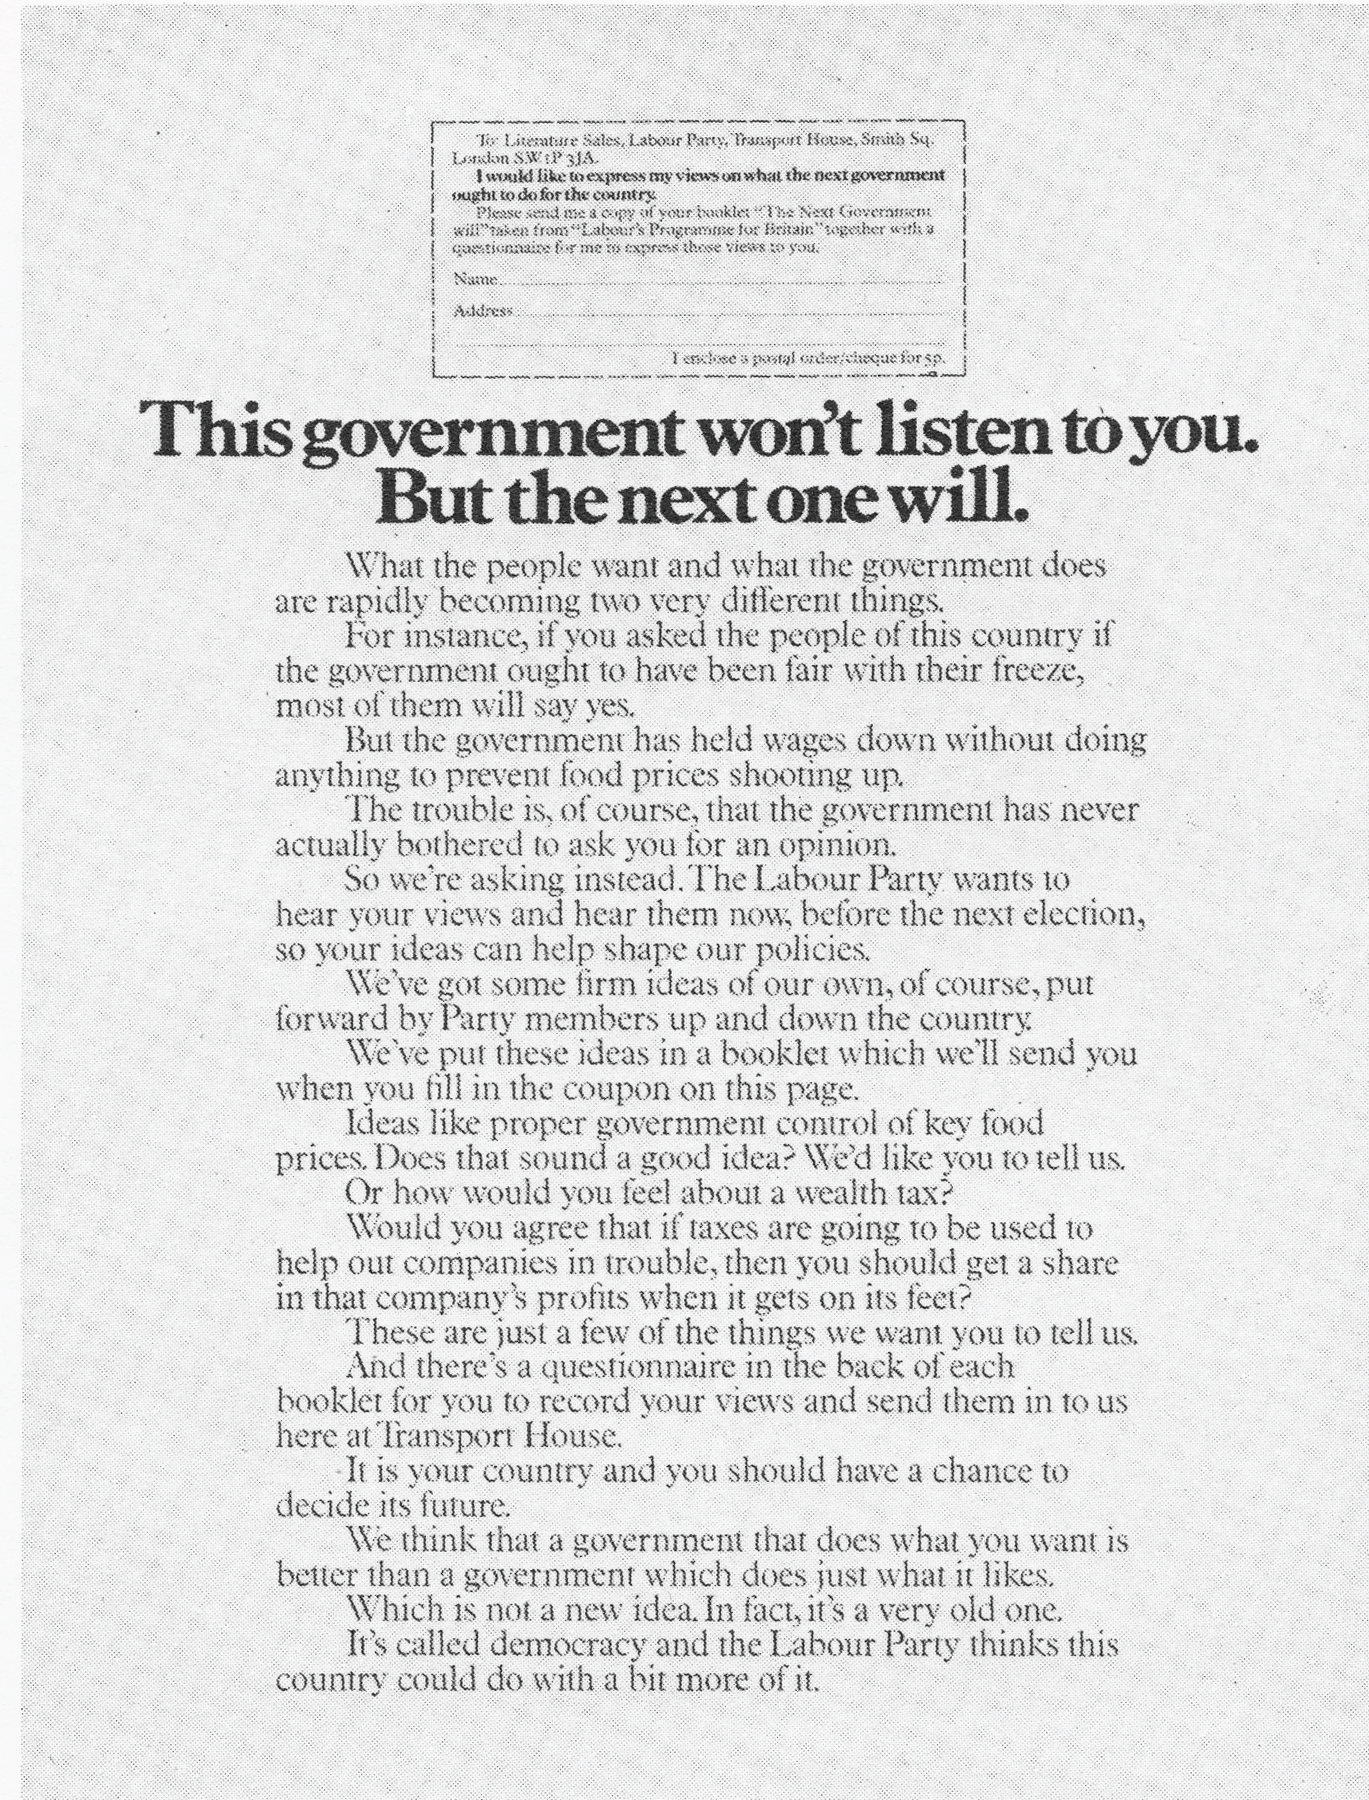 To: Literature Sales, Labour Party, Transport House, Smith Sq.
London SW1P 3JA.
I would like to express my views on what the next government
ought to do for the country.
Please send me a copy of your booklet "The Next Government
will" taken from "Labour's Programme for Britain" together with a
questionnaire for me to express those views to you.
Name
Address
I enclose a postal order/cheque for 5p.
This government won't listen to you.
But the next one will.
What the people want and what the government does
are rapidly becoming two very different things.
For instance, if you asked the people of this country if
the government ought to have been fair with their freeze,
most of them will say yes.
But the government has held wages down without doing
anything to prevent food prices shooting up.
The trouble is, of course, that the government has never
actually bothered to ask you for an opinion.
So we're asking instead. The Labour Party wants to
hear your views and hear them now, before the next election,
so your ideas can help shape our policies.
We've got some firm ideas of our own, of course, put
forward by Party members up and down the country.
We've put these ideas in a booklet which we'll send you
when you fill in the coupon on this page.
Ideas like proper government control of key food
prices. Does that sound a good idea? We'd like you to tell us.
Or how would you feel about a wealth tax?
Would you agree that if taxes are going to be used to
help out companies in trouble, then you should get a share
in that company's profits when it gets on its feet?
These are just a few of the things we want you to tell us.
And there's a questionnaire in the back of each
booklet for you to record your views and send them in to us
here at Transport House.
It is your country and you should have a chance to
decide its future.
We think that a government that does what you want is
better than a government which does just what it likes.
Which is not a new idea. In fact, it's a very old one.
It's called democracy and the Labour Party thinks this
country could do with a bit more of it.